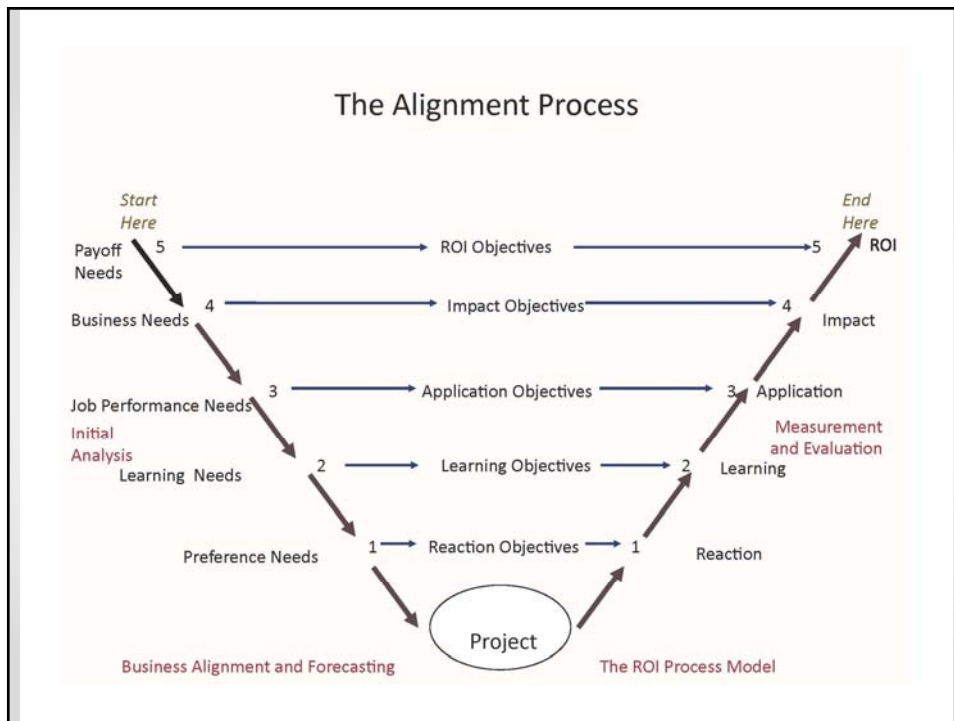 The Alignment Process
Start
Here
End
Here
Payoff
Needs
5
ROI Objectives
5
ROI
Business Needs
4
Impact Objectives
4
Impact
Job Performance Needs
3
Application Objectives
3
Application
Initial
Analysis
Measurement
and Evaluation
Learning Needs
2
Learning Objectives
2
Learning
Preference Needs
1
Reaction Objectives
1
Reaction
Project
Business Alignment and Forecasting
The ROI Process Model